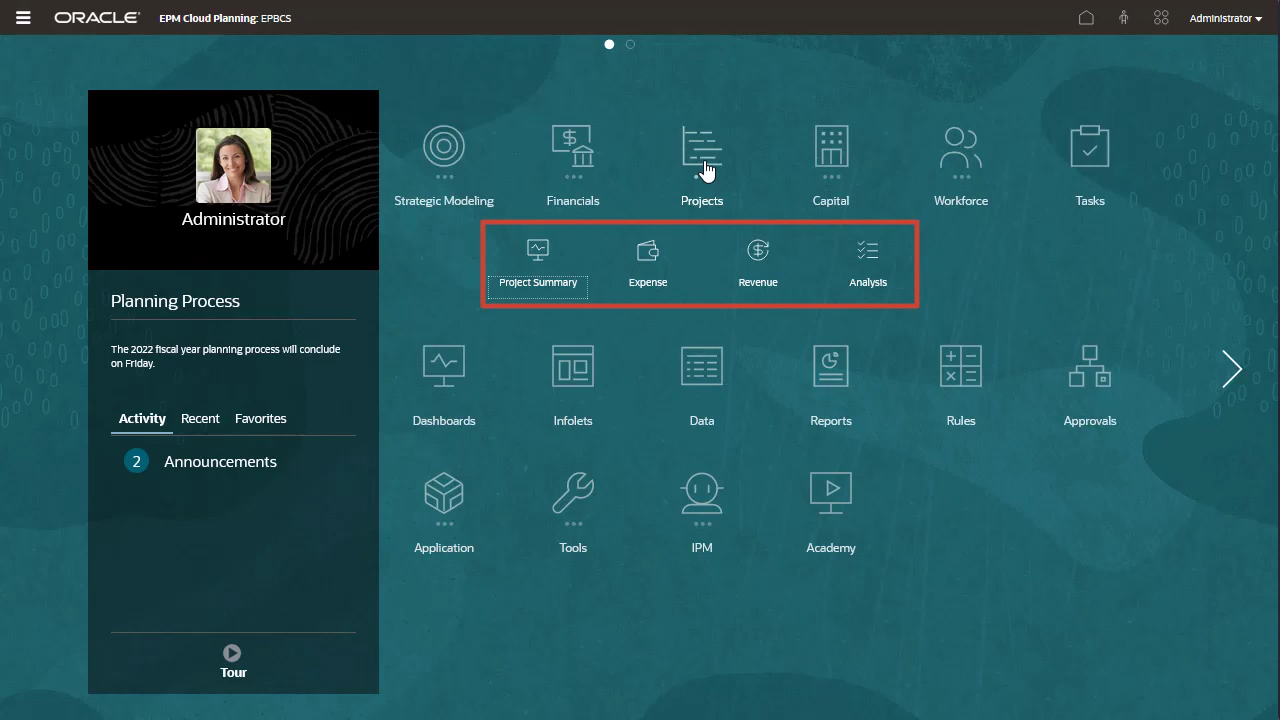 ORACLE EPM Cloud Planning: EPBCS
Administrator
Administrator
Planning Process
The 2022 fiscal year planning process will conclude
on Friday.
Activity Recent Favorites
2 Announcements
Tour
Strategic Modeling Financials Projects Capital Workforce Tasks
Project Summary Expense Revenue Analysis
Dashboards Infolets Data Reports Rules Approvals
Application Tools IPM Academy